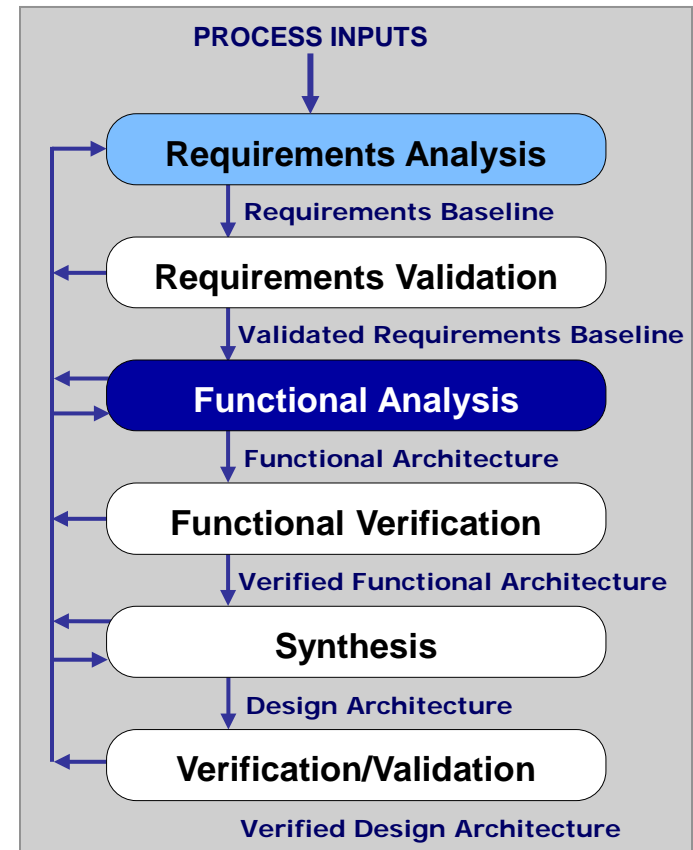 PROCESS INPUTS
Requirements Analysis
Requirements Baseline
Requirements Validation
Validated Requirements Baseline
Functional Analysis
Functional Architecture
Functional Verification
Verified Functional Architecture
Synthesis
Design Architecture
Verification/Validation
Verified Design Architecture